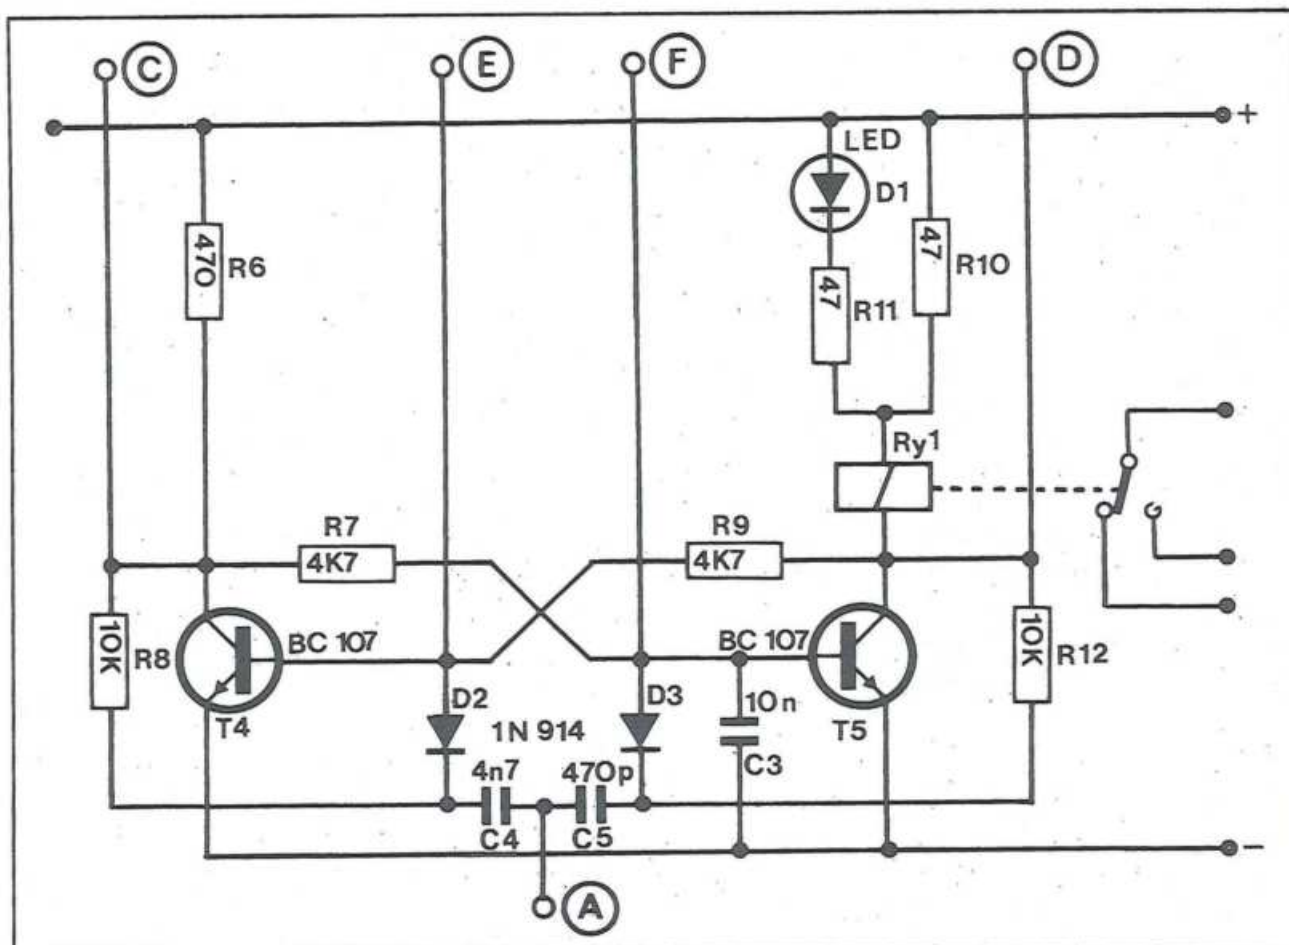 C
E
F
D
+
LED
D1
470
R6
47
R10
47
R11
Ry1
R7
4K7
R9
4K7
10K
R8
BC 107
BC 107
10K
R12
T4
D2
1N 914
D3
10n
T5
C3
4n7
470p
C4
C5
−
A